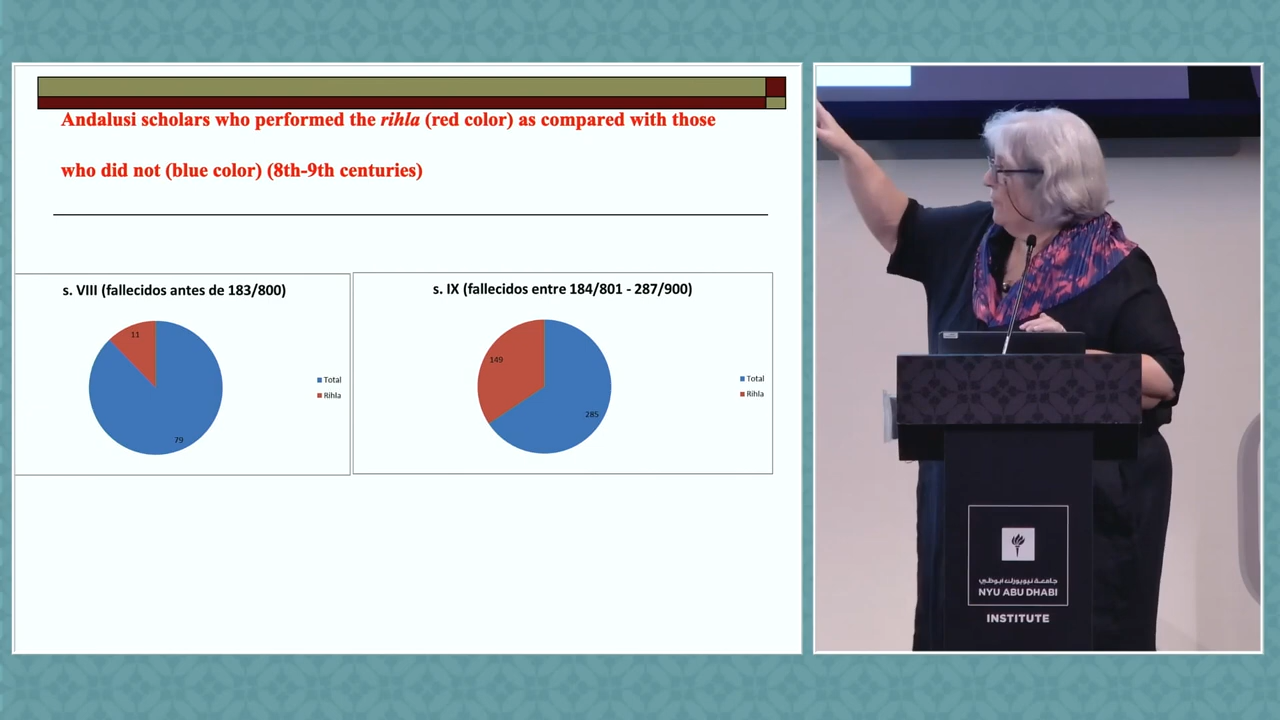 Andalusi scholars who performed the rihla (red color) as compared with those
who did not (blue color) (8th-9th centuries)
s. VIII (fallecidos antes de 183/800)
11
79
Total
Rihla
s. IX (fallecidos entre 184/801 - 287/900)
149
285
Total
Rihla
جامعة نيويورك أبوظبي
NYU ABU DHABI
INSTITUTE